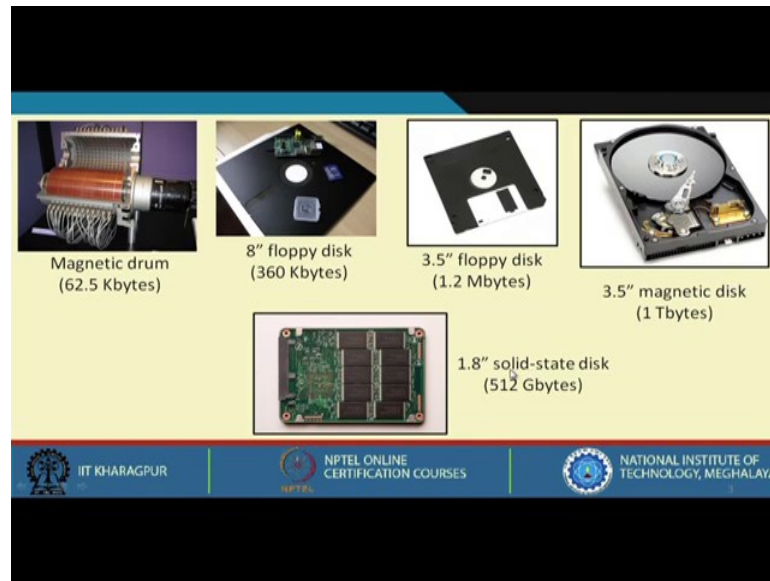 Magnetic drum
(62.5 Kbytes)
8” floppy disk
(360 Kbytes)
3.5” floppy disk
(1.2 Mbytes)
3.5” magnetic disk
(1 Tbytes)
1.8” solid-state disk
(512 Gbytes)
IIT KHARAGPUR
NPTEL
NPTEL ONLINE
CERTIFICATION COURSES
NATIONAL INSTITUTE OF
TECHNOLOGY, MEGHALAYA
3